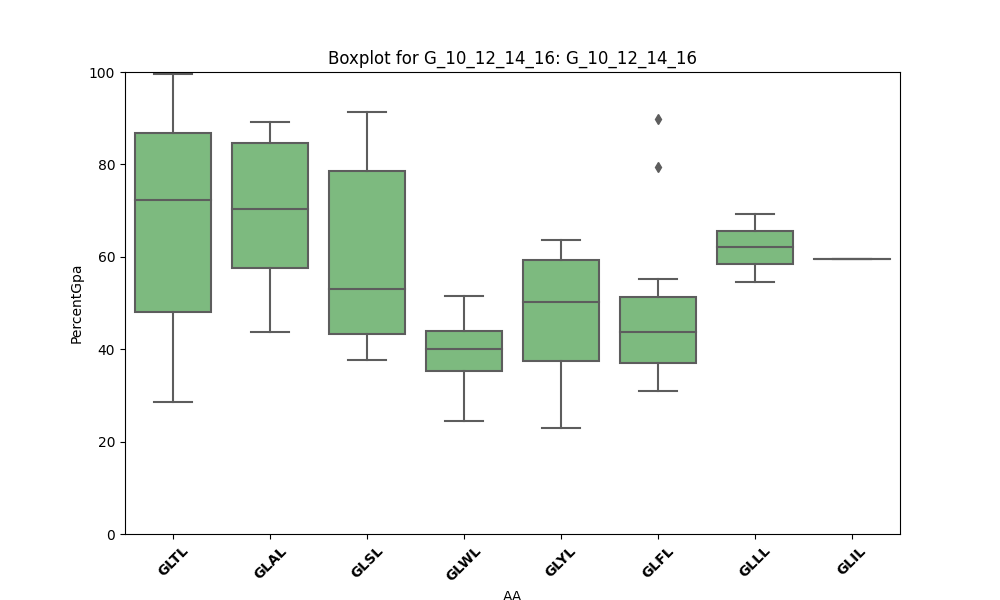 Boxplot for G_10_12_14_16: G_10_12_14_16
PercentGpa
100
80
60
40
20
0
GLTL
GLAL
GLSL
GLWL
GLYL
GLFL
GLLL
GLIL
AA